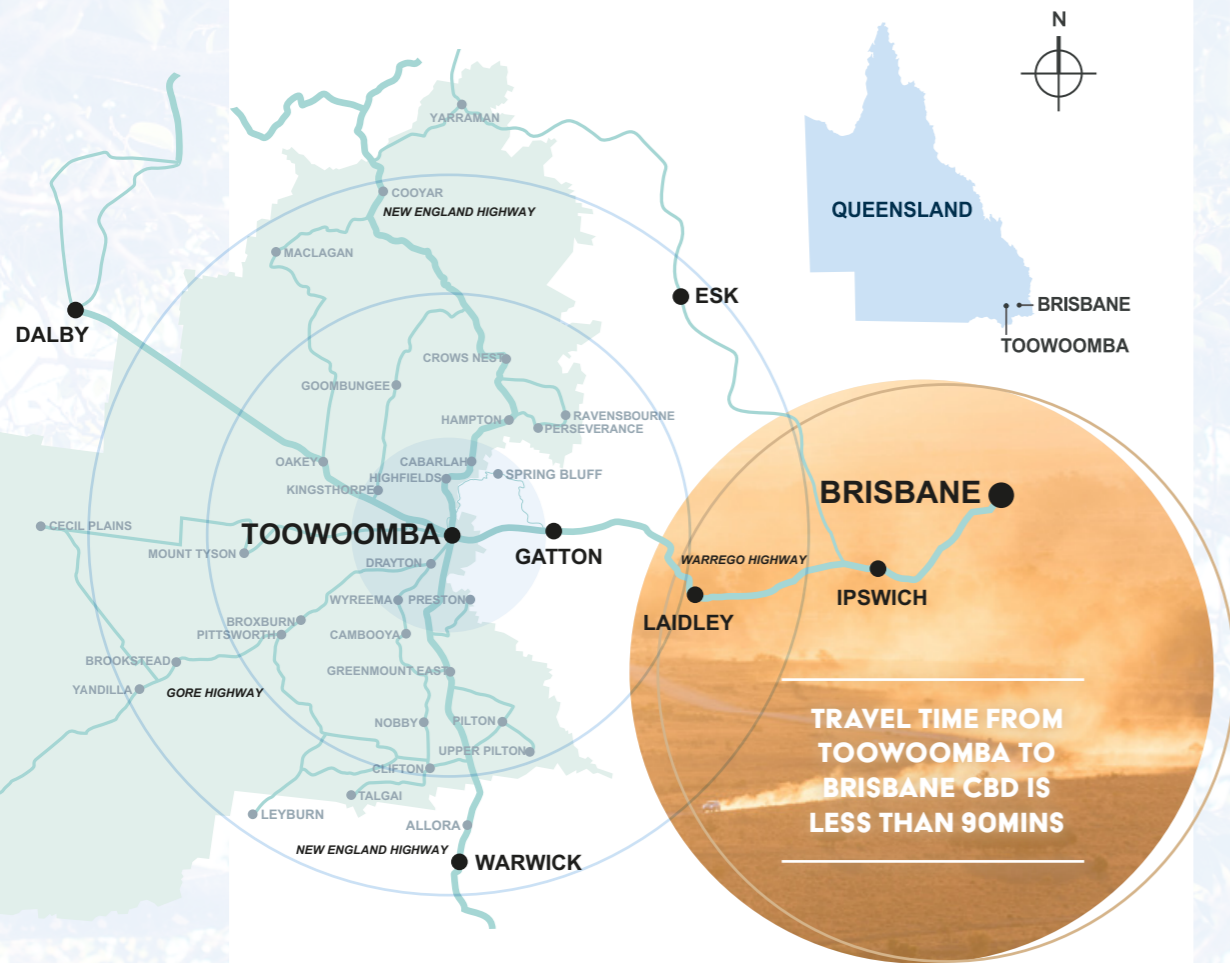 N
YARRAMAN
COOYAR
NEW ENGLAND HIGHWAY
QUEENSLAND
MACLAGAN
ESK
BRISBANE
DALBY
TOOWOOMBA
CROWS NEST
GOOMBUNGEE
HAMPTON
RAVENSBOURNE
PERSEVERANCE
OAKEY
CABARLAH
HIGHFIELDS
SPRING BLUFF
KINGSTHORPE
BRISBANE
CECIL PLAINS
TOOWOOMBA
MOUNT TYSON
GATTON
DRAYTON
WARREGO HIGHWAY
IPSWICH
WYREEMA
PRESTON
LAIDLEY
BROXBURN
PITTSWORTH
CAMBOOYA
BROOKSTEAD
GREENMOUNT EAST
YANDILLA
GORE HIGHWAY
NOBBY
PILTON
UPPER PILTON
CLIFTON
TALGAI
LEYBURN
ALLORA
NEW ENGLAND HIGHWAY
WARWICK
TRAVEL TIME FROM
TOOWOOMBA TO
BRISBANE CBD IS
LESS THAN 90MINS